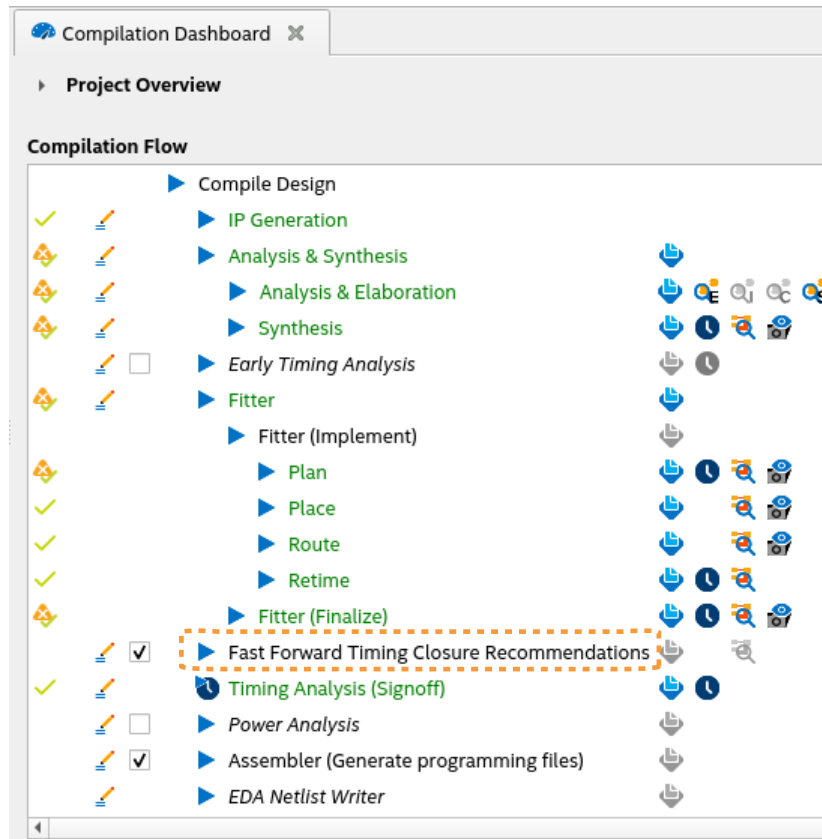 Compilation Dashboard
Project Overview
Compilation Flow
Compile Design
IP Generation
Analysis & Synthesis
Analysis & Elaboration
Synthesis
Early Timing Analysis
Fitter
Fitter (Implement)
Plan
Place
Route
Retime
Fitter (Finalize)
Fast Forward Timing Closure Recommendations
Timing Analysis (Signoff)
Power Analysis
Assembler (Generate programming files)
EDA Netlist Writer